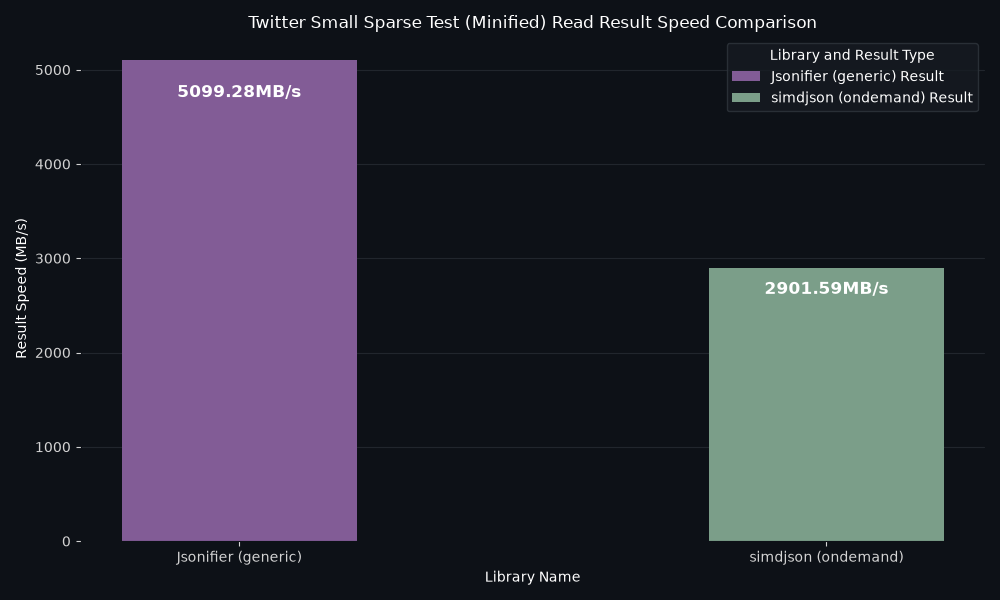 Twitter Small Sparse Test (Minified) Read Result Speed Comparison
Library and Result Type
Jsonifier (generic) Result
simdjson (ondemand) Result
5099.28MB/s
2901.59MB/s
Result Speed (MB/s)
5000
4000
3000
2000
1000
0
Jsonifier (generic)
simdjson (ondemand)
Library Name